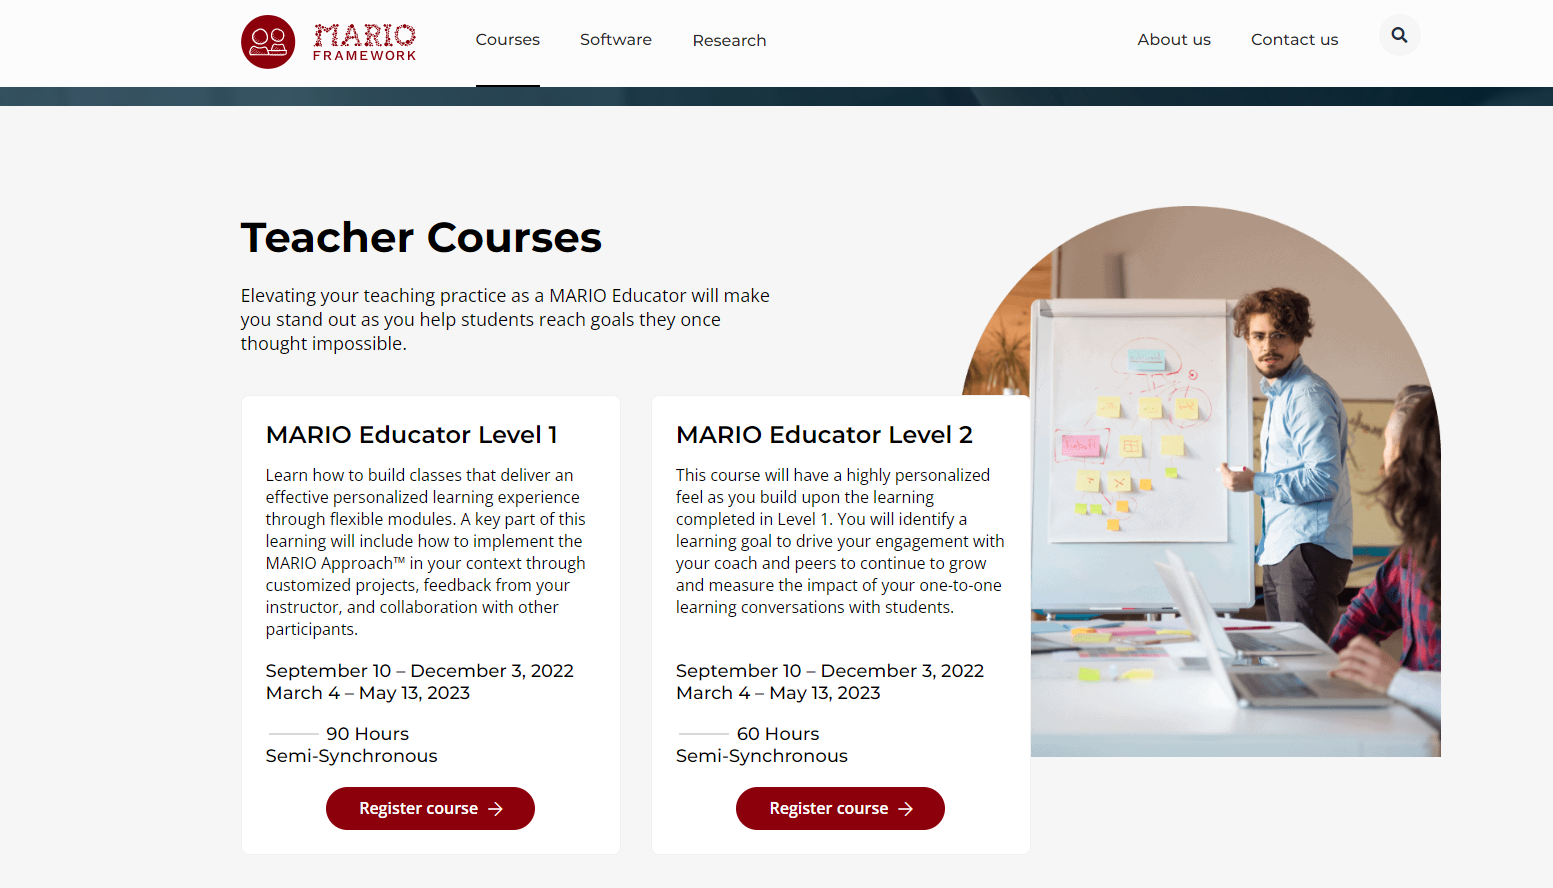 MARIO
FRAMEWORK
Courses
Software
Research
About us
Contact us
Teacher Courses
Elevating your teaching practice as a MARIO Educator will make
you stand out as you help students reach goals they once
thought impossible.
MARIO Educator Level 1
Learn how to build classes that deliver an
effective personalized learning experience
through flexible modules. A key part of this
learning will include how to implement the
MARIO Approach™ in your context through
customized projects, feedback from your
instructor, and collaboration with other
participants.
September 10 – December 3, 2022
March 4 – May 13, 2023
90 Hours
Semi-Synchronous
Register course
MARIO Educator Level 2
This course will have a highly personalized
feel as you build upon the learning
completed in Level 1. You will identify a
learning goal to drive your engagement with
your coach and peers to continue to grow
and measure the impact of your one-to-one
learning conversations with students.
September 10 – December 3, 2022
March 4 – May 13, 2023
60 Hours
Semi-Synchronous
Register course